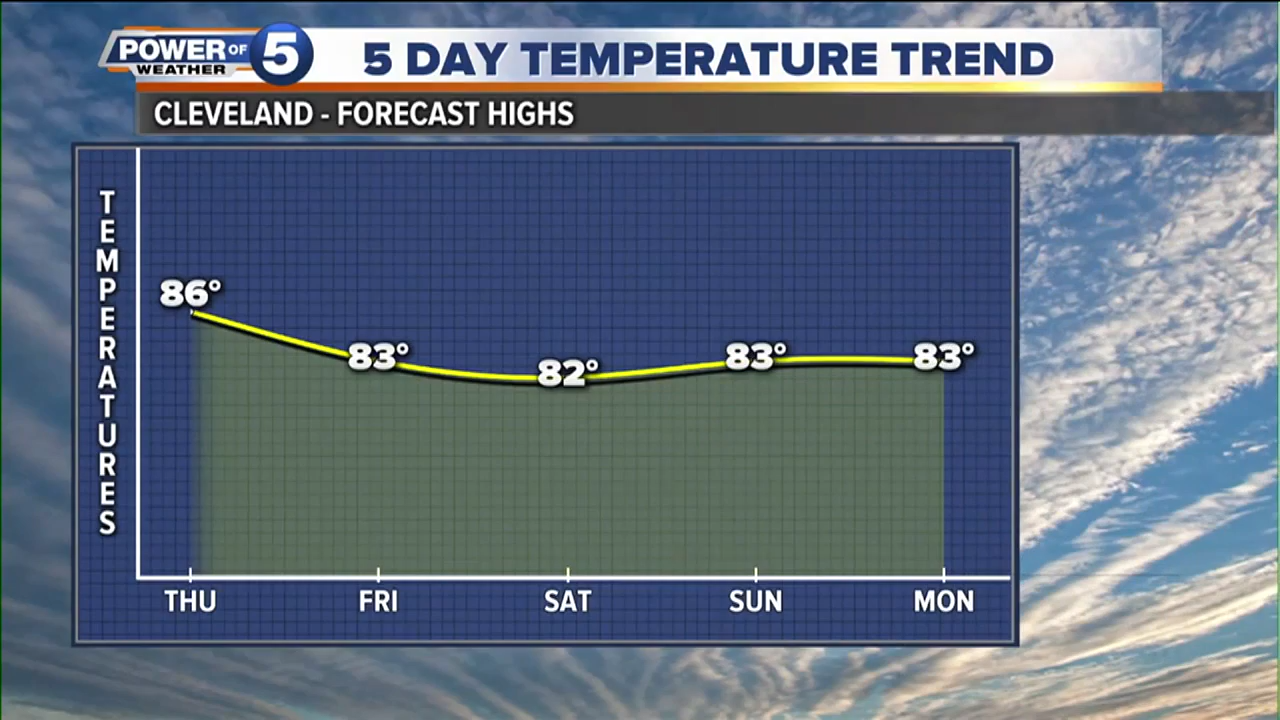 POWER OF 5
WEATHER
5 DAY TEMPERATURE TREND
CLEVELAND - FORECAST HIGHS
TEMPERATURES
86°
83°
82°
83°
83°
THU FRI SAT SUN MON